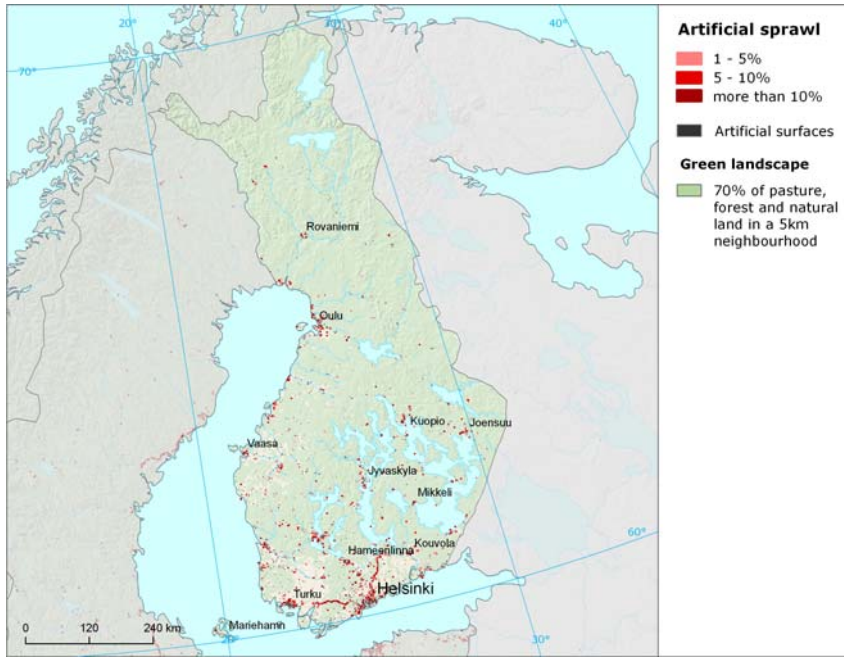 20°
30°
40°
70°
Rovaniemi
Oulu
Kuopio
Joensuu
Vaasa
Jyvaskyla
Mikkeli
Hameenlinna
Kouvola
Turku
Helsinki
Mariehamn
60°
0 120 240 km
20°
30°
Artificial sprawl
1 - 5%
5 - 10%
more than 10%
Artificial surfaces
Green landscape
70% of pasture,
forest and natural
land in a 5km
neighbourhood